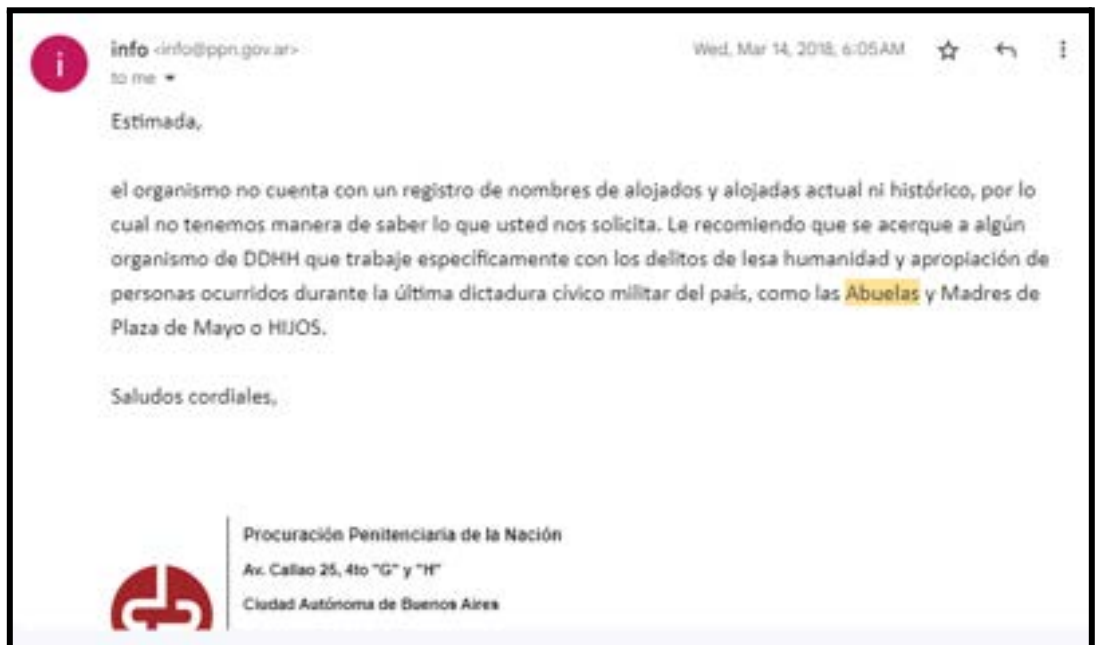 i
info <info@ppn.gov.ar>
Wed, Mar 14, 2018, 6:05 AM
to me
Estimada,
el organismo no cuenta con un registro de nombres de alojados y alojadas actual ni histórico, por lo
cual no tenemos manera de saber lo que usted nos solicita. Le recomiendo que se acerque a algún
organismo de DDHH que trabaje específicamente con los delitos de lesa humanidad y apropiación de
personas ocurridos durante la última dictadura cívico militar del país, como las Abuelas y Madres de
Plaza de Mayo o HIJOS.
Saludos cordiales,
Procuración Penitenciaria de la Nación
Av. Callao 25, 4to "G" y "H"
Ciudad Autónoma de Buenos Aires